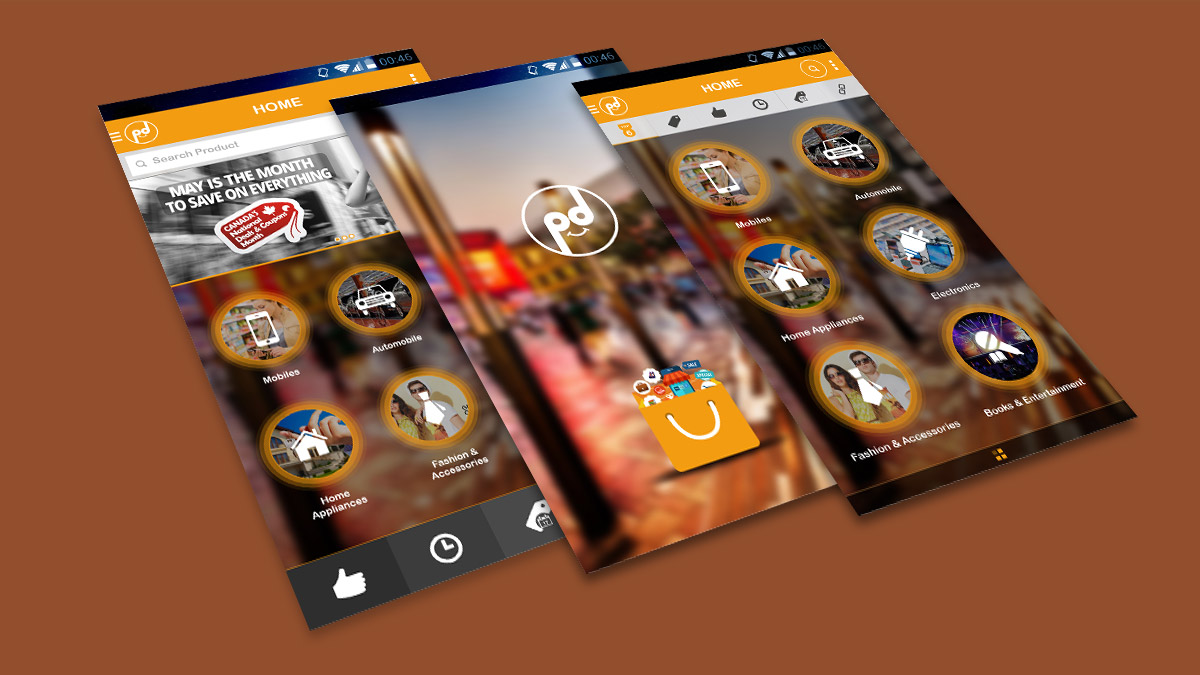 00:46
HOME
pd
Search Product
MAY IS THE MONTH
TO SAVE ON EVERYTHING
CANADA'S
National
Deals & Coupons
Month
Mobiles
Automobile
Home
Appliances
Fashion &
Accessories
00:46
pd
SALE
SPECIAL
00:46
HOME
pd
Mobiles
Automobile
Home Appliances
Electronics
Fashion & Accessories
Books & Entertainment